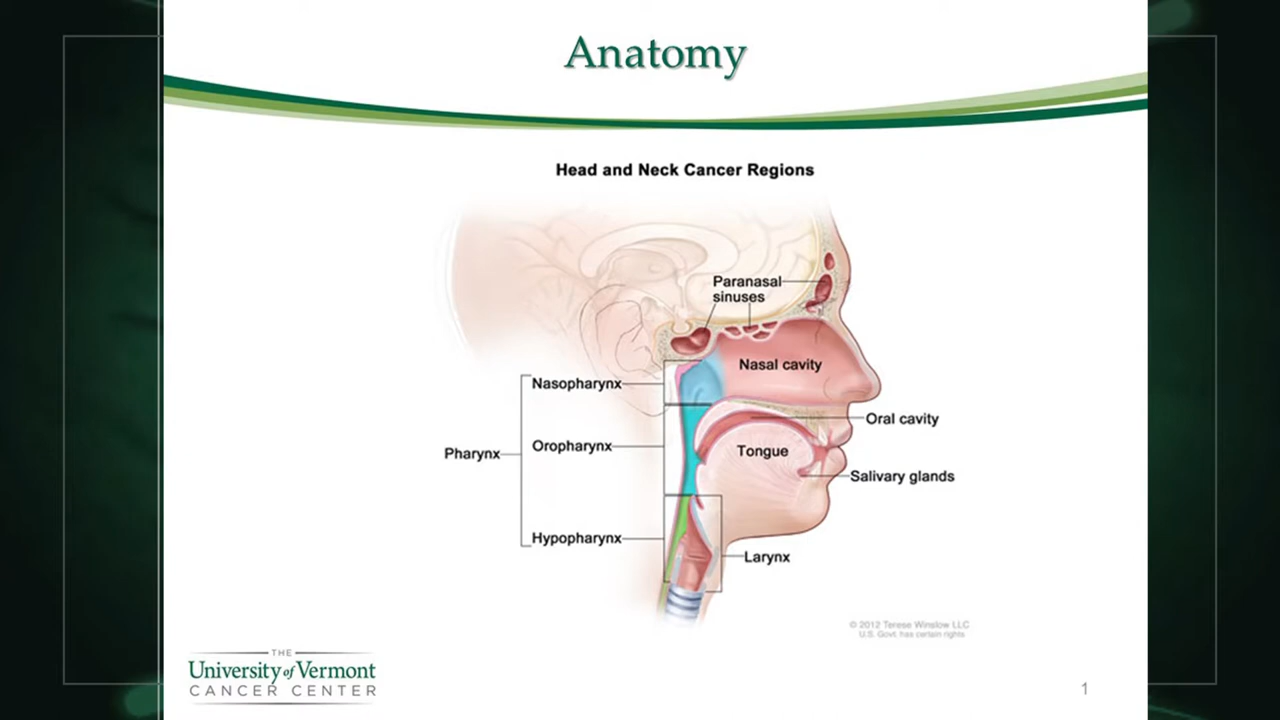 Anatomy
Head and Neck Cancer Regions
Paranasal
sinuses
Nasal cavity
Nasopharynx
Oral cavity
Oropharynx
Tongue
Pharynx
Salivary glands
Hypopharynx
Larynx
© 2012 Terese Winslow LLC
U.S. Govt. has certain rights
THE
University of Vermont
CANCER CENTER
1